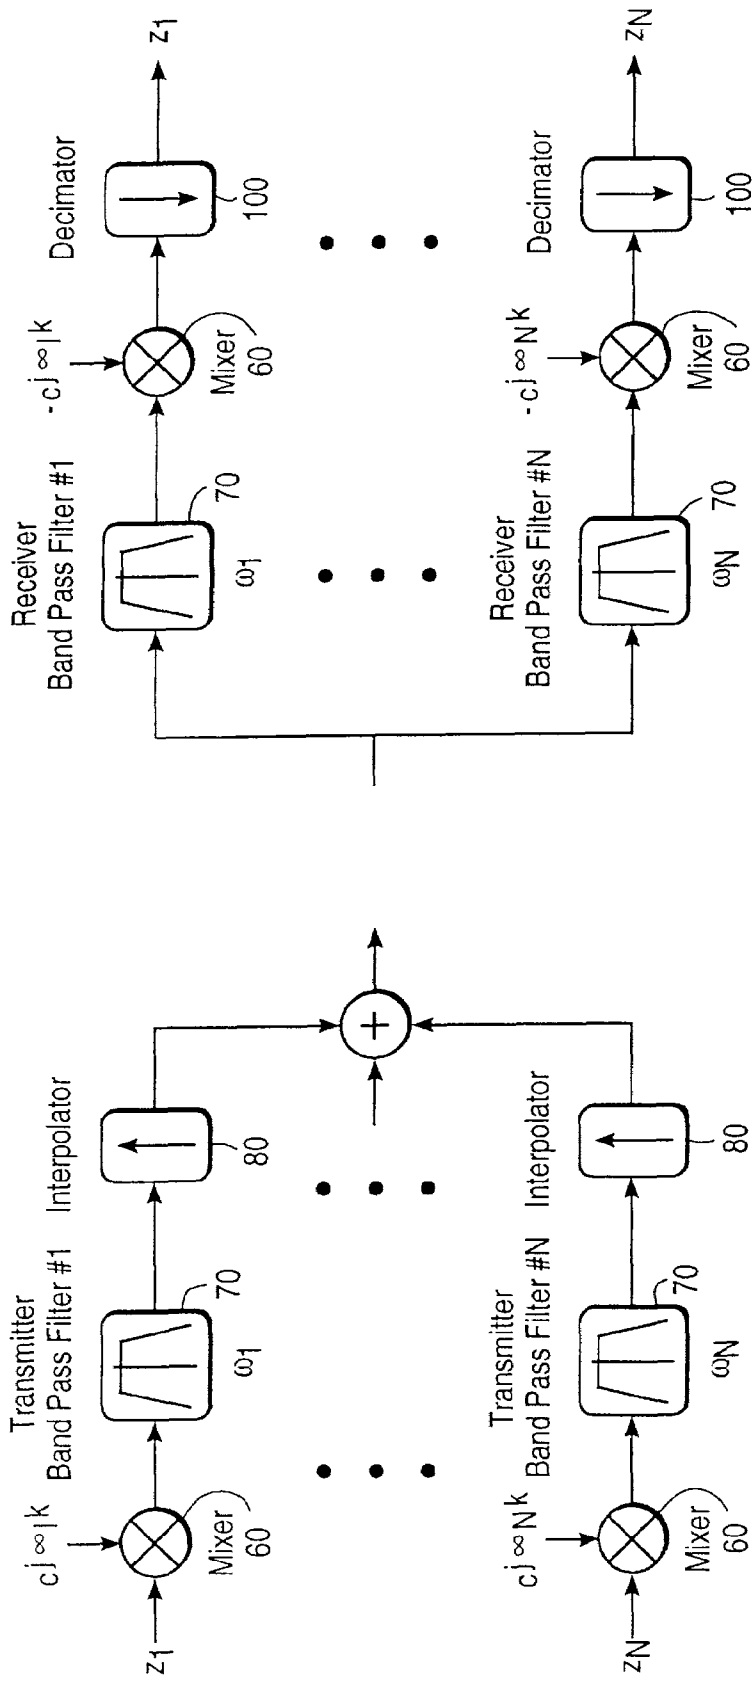 Transmitter
Band Pass Filter #1
Interpolator
cj∞1k
z1
Mixer
60
70
ω1
80
+
Transmitter
Band Pass Filter #N
Interpolator
cj∞Nk
zN
Mixer
60
70
ωN
80
Receiver
Band Pass Filter #1
-cj∞1k
Decimator
z1
70
ω1
Mixer
60
100
Receiver
Band Pass Filter #N
-cj∞Nk
Decimator
zN
70
ωN
Mixer
60
100